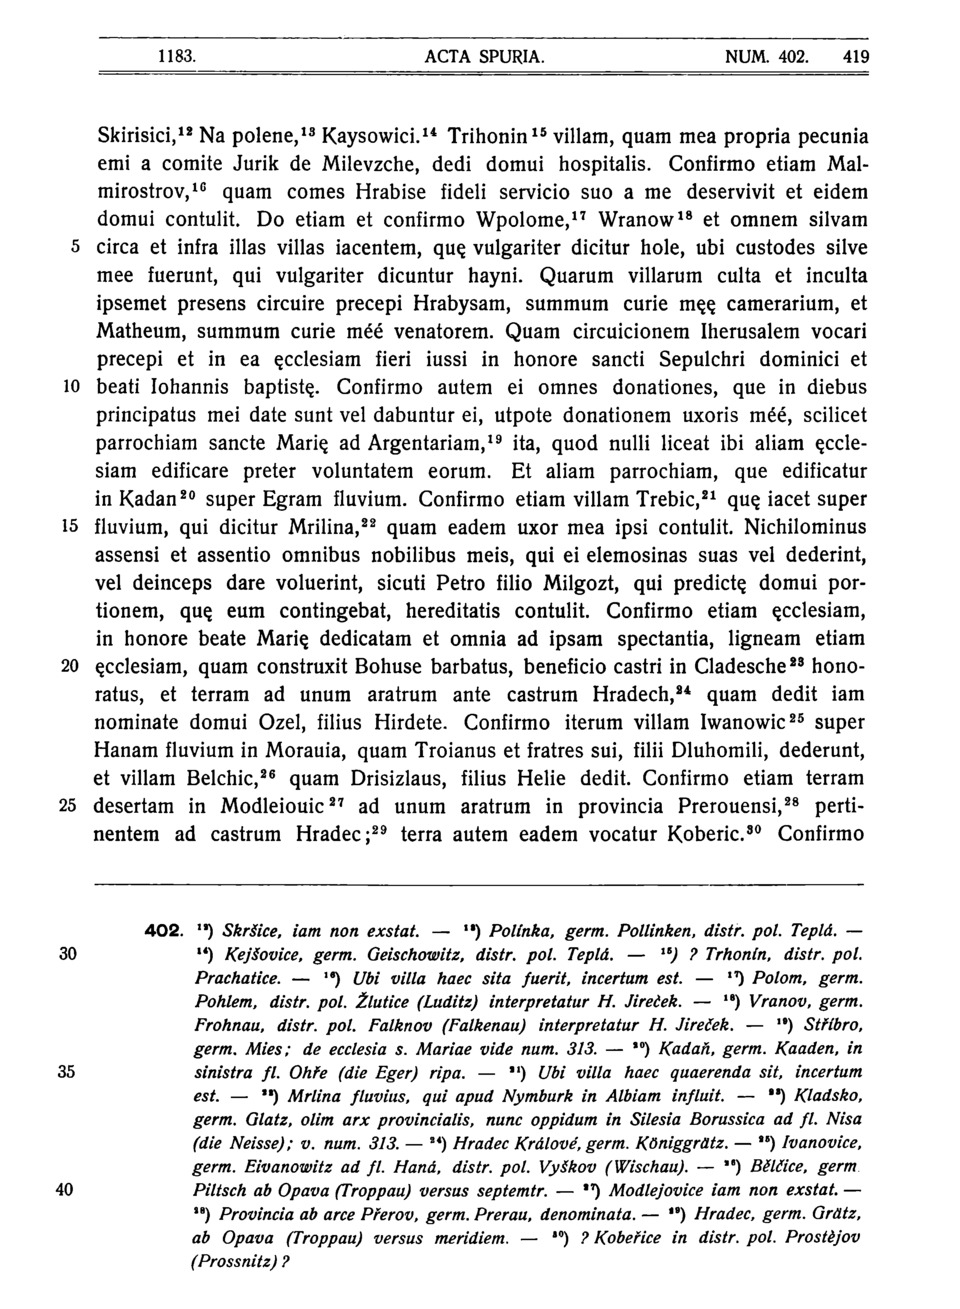 1183. ACTA SPURIA. NUM. 402. 419
Skirisici,¹² Na polene,¹³ Kaysowici.¹⁴ Trihonin¹⁵ villam, quam mea propria pecunia
emi a comite Jurik de Milevzche, dedi domui hospitalis. Confirmo etiam Mal-
mirostrov,¹⁶ quam comes Hrabise fideli servicio suo a me deservivit et eidem
domui contulit. Do etiam et confirmo Wpolome,¹⁷ Wranow¹⁸ et omnem silvam
5 circa et infra illas villas iacentem, quę vulgariter dicitur hole, ubi custodes silve
mee fuerunt, qui vulgariter dicuntur hayni. Quarum villarum culta et inculta
ipsemet presens circuire precepi Hrabysam, summum curie męę camerarium, et
Matheum, summum curie méé venatorem. Quam circuicionem Iherusalem vocari
precepi et in ea ęcclesiam fieri iussi in honore sancti Sepulchri dominici et
10 beati Iohannis baptistę. Confirmo autem ei omnes donationes, que in diebus
principatus mei date sunt vel dabuntur ei, utpote donationem uxoris méé, scilicet
parrochiam sancte Marię ad Argentariam,¹⁹ ita, quod nulli liceat ibi aliam ęccle-
siam edificare preter voluntatem eorum. Et aliam parrochiam, que edificatur
in Kadan²⁰ super Egram fluvium. Confirmo etiam villam Trebic,²¹ quę iacet super
15 fluvium, qui dicitur Mrilina,²² quam eadem uxor mea ipsi contulit. Nichilominus
assensi et assentio omnibus nobilibus meis, qui ei elemosinas suas vel dederint,
vel deinceps dare voluerint, sicuti Petro filio Milgozt, qui predictę domui por-
tionem, quę eum contingebat, hereditatis contulit. Confirmo etiam ęcclesiam,
in honore beate Marię dedicatam et omnia ad ipsam spectantia, ligneam etiam
20 ęcclesiam, quam construxit Bohuse barbatus, beneficio castri in Cladesche²³ hono-
ratus, et terram ad unum aratrum ante castrum Hradech,²⁴ quam dedit iam
nominate domui Ozel, filius Hirdete. Confirmo iterum villam Iwanowic²⁵ super
Hanam fluvium in Morauia, quam Troianus et fratres sui, filii Dluhomili, dederunt,
et villam Belchic,²⁶ quam Drisizlaus, filius Helie dedit. Confirmo etiam terram
25 desertam in Modleiouic²⁷ ad unum aratrum in provincia Prerouensi,²⁸ perti-
nentem ad castrum Hradec;²⁹ terra autem eadem vocatur Koberic.³⁰ Confirmo
402. ¹²) Skršice, iam non exstat. — ¹³) Polínka, germ. Pollinken, distr. pol. Teplá. —
30 ¹⁴) Kejšovice, germ. Geischowitz, distr. pol. Teplá. — ¹⁵) ? Trhonín, distr. pol.
Prachatice. — ¹⁶) Ubi villa haec sita fuerit, incertum est. — ¹⁷) Polom, germ.
Pohlem, distr. pol. Žlutice (Luditz) interpretatur H. Jireček. — ¹⁸) Vranov, germ.
Frohnau, distr. pol. Falknov (Falkenau) interpretatur H. Jireček. — ¹⁹) Stříbro,
germ. Mies; de ecclesia s. Mariae vide num. 313. — ²⁰) Kadaň, germ. Kaaden, in
35 sinistra fl. Ohře (die Eger) ripa. — ²¹) Ubi villa haec quaerenda sit, incertum
est. — ²²) Mrlina fluvius, qui apud Nymburk in Albiam influit. — ²³) Kladsko,
germ. Glatz, olim arx provincialis, nunc oppidum in Silesia Borussica ad fl. Nisa
(die Neisse); v. num. 313. — ²⁴) Hradec Králové, germ. Königgrätz. — ²⁵) Ivanovice,
germ. Eivanowitz ad fl. Haná, distr. pol. Vyškov (Wischau). — ²⁶) Bělčice, germ
40 Piltsch ab Opava (Troppau) versus septemtr. — ²⁷) Modlejovice iam non exstat. —
²⁸) Provincia ab arce Přerov, germ. Prerau, denominata. — ²⁹) Hradec, germ. Grätz,
ab Opava (Troppau) versus meridiem. — ³⁰) ? Kobeřice in distr. pol. Prostějov
(Prossnitz) ?